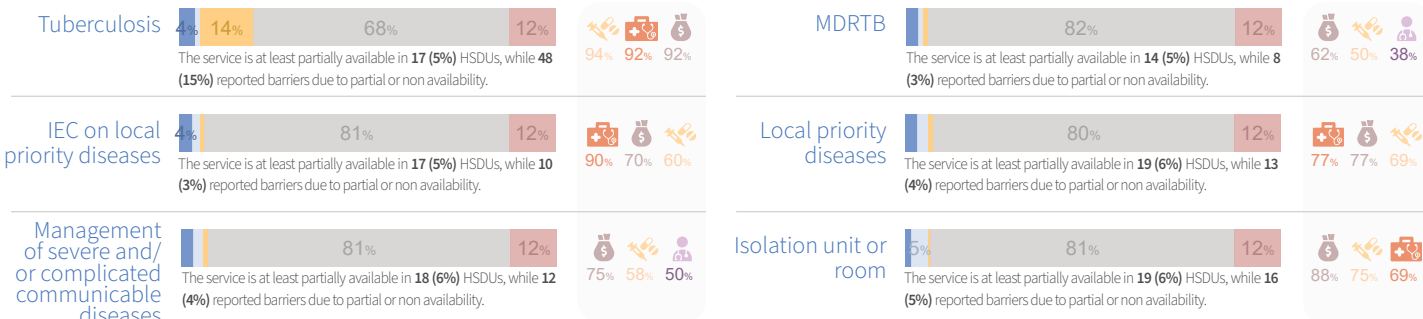 Tuberculosis
4% 14% 68% 12%
94% 92% 92%
The service is at least partially available in 17 (5%) HSDUs, while 48
(15%) reported barriers due to partial or non availability.
MDRTB
82% 12%
62% 50% 38%
The service is at least partially available in 14 (5%) HSDUs, while 8
(3%) reported barriers due to partial or non availability.
IEC on local
priority diseases
4% 81% 12%
90% 70% 60%
The service is at least partially available in 17 (5%) HSDUs, while 10
(3%) reported barriers due to partial or non availability.
Local priority
diseases
80% 12%
77% 77% 69%
The service is at least partially available in 19 (6%) HSDUs, while 13
(4%) reported barriers due to partial or non availability.
Management
of severe and/
or complicated
communicable
diseases
81% 12%
75% 58% 50%
The service is at least partially available in 18 (6%) HSDUs, while 12
(4%) reported barriers due to partial or non availability.
Isolation unit or
room
5% 81% 12%
88% 75% 69%
The service is at least partially available in 19 (6%) HSDUs, while 16
(5%) reported barriers due to partial or non availability.